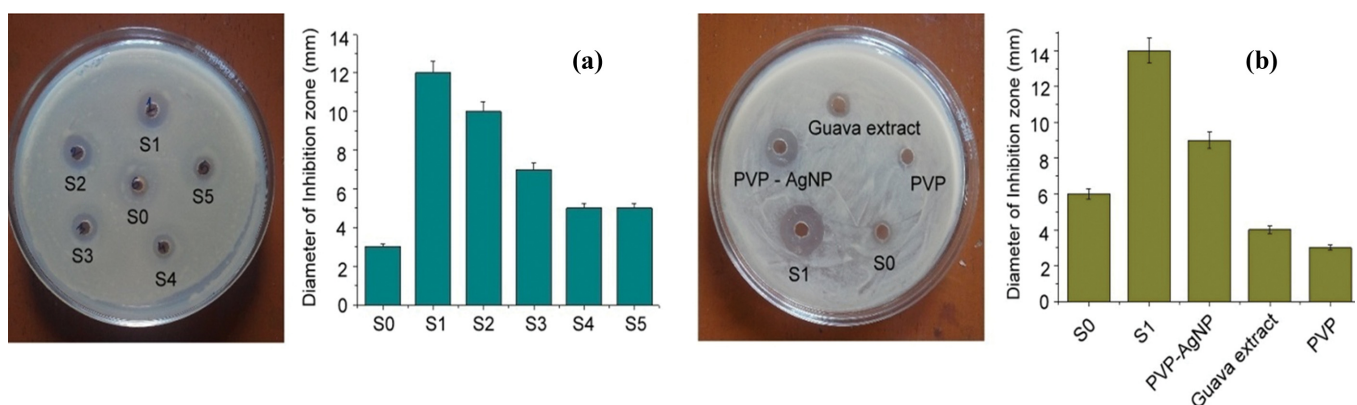 S1
S2
S5
S0
S3
S4
(a)
Diameter of Inhibition zone (mm)
14
12
10
8
6
4
2
0
S0 S1 S2 S3 S4 S5
Guava extract
PVP - AgNP
PVP
S1
S0
(b)
Diameter of Inhibition zone (mm)
14
12
10
8
6
4
2
0
S0 S1 PVP-AgNP Guava extract PVP